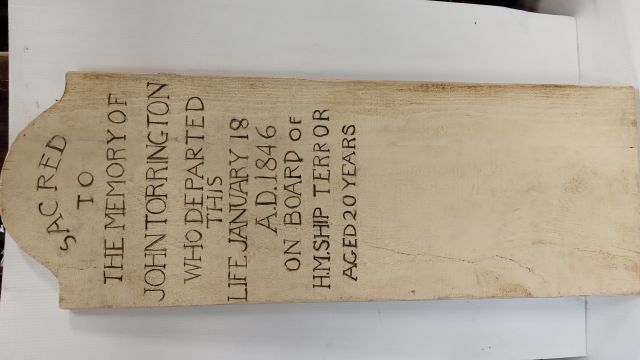 SACRED
TO
THE MEMORY OF
JOHN TORRINGTON
WHO DEPARTED
THIS
LIFE JANUARY 18
A.D. 1846
ON BOARD OF
H.M.SHIP TERROR
AGED 20 YEARS